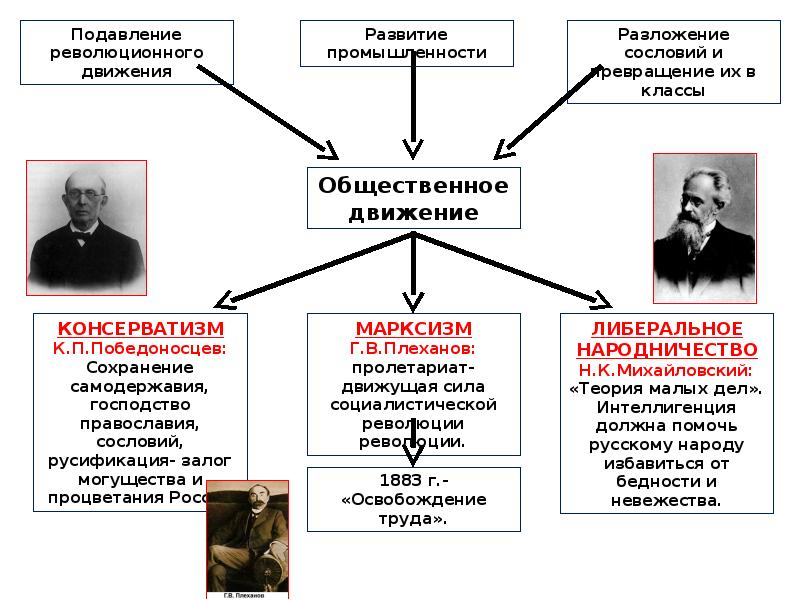 Подавление
революционного
движения
Развитие
промышленности
Разложение
сословий и
превращение их в
классы
Общественное
движение
КОНСЕРВАТИЗМ
К.П.Победоносцев:
Сохранение
самодержавия,
господство
православия,
сословий,
русификация- залог
могущества и
процветания
МАРКСИЗМ
Г.В.Плеханов:
пролетариат-
движущая сила
социалистической
революции
революции.
1883 г.-
«Освобождение
труда».
ЛИБЕРАЛЬНОЕ
НАРОДНИЧЕСТВО
Н.К.Михайловский:
«Теория малых дел».
Интеллигенция
должна помочь
русскому народу
избавиться от
бедности и
невежества.
Г.В. Плеханов